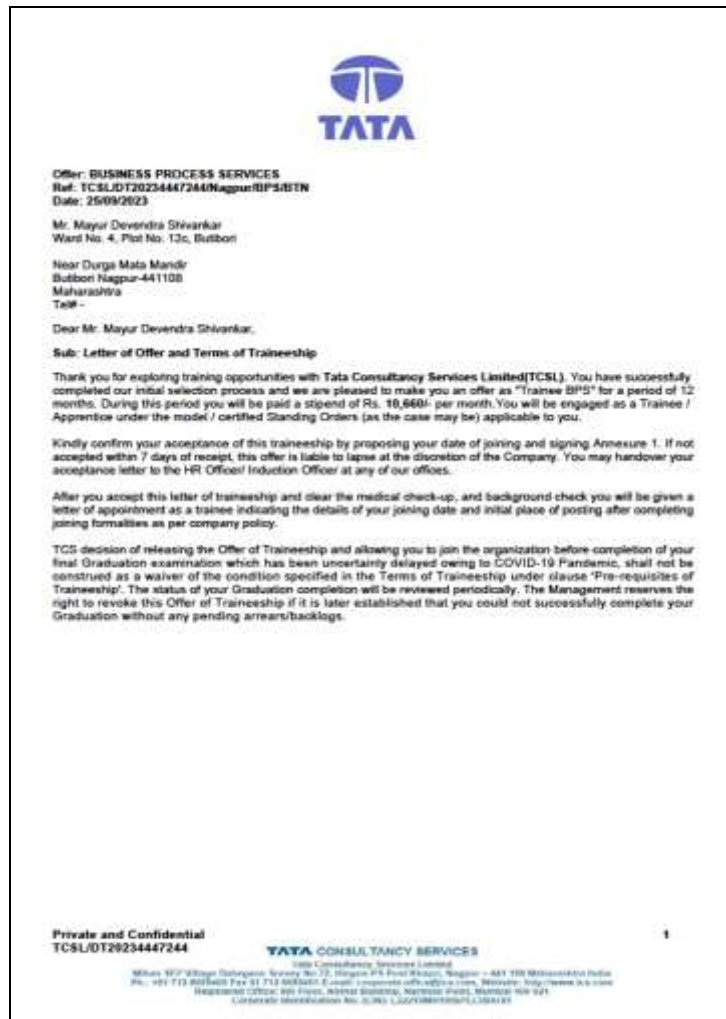 TATA
Offer: BUSINESS PROCESS SERVICES
Ref: TCSL/DT20234447244/Nagpur/BPS/BTN
Date: 25/09/2023
Mr. Mayur Devendra Shivankar
Ward No. 4, Plot No. 13c, Butibori
Near Durga Mata Mandir
Butibori Nagpur-441108
Maharashtra
Tel# -
Dear Mr. Mayur Devendra Shivankar,
Sub: Letter of Offer and Terms of Traineeship
Thank you for exploring training opportunities with Tata Consultancy Services Limited(TCSL). You have successfully
completed our initial selection process and we are pleased to make you an offer as "Trainee BPS" for a period of 12
months. During this period you will be paid a stipend of Rs. 10,660/- per month.You will be engaged as a Trainee /
Apprentice under the model / certified Standing Orders (as the case may be) applicable to you.
Kindly confirm your acceptance of this traineeship by proposing your date of joining and signing Annexure 1. If not
accepted within 7 days of receipt, this offer is liable to lapse at the discretion of the Company. You may handover your
acceptance letter to the HR Officer/ Induction Officer at any of our offices.
After you accept this letter of traineeship and clear the medical check-up, and background check you will be given a
letter of appointment as a trainee indicating the details of your joining date and initial place of posting after completing
joining formalities as per company policy.
TCS decision of releasing the Offer of Traineeship and allowing you to join the organization before completion of your
final Graduation examination which has been uncertainly delayed owing to COVID-19 Pandemic, shall not be
construed as a waiver of the condition specified in the Terms of Traineeship under clause 'Pre-requisites of
Traineeship'. The status of your Graduation completion will be reviewed periodically. The Management reserves the
right to revoke this Offer of Traineeship if it is later established that you could not successfully complete your
Graduation without any pending arrears/backlogs.
Private and Confidential 1
TCSL/DT20234447244
TATA CONSULTANCY SERVICES
Tata Consultancy Services Limited